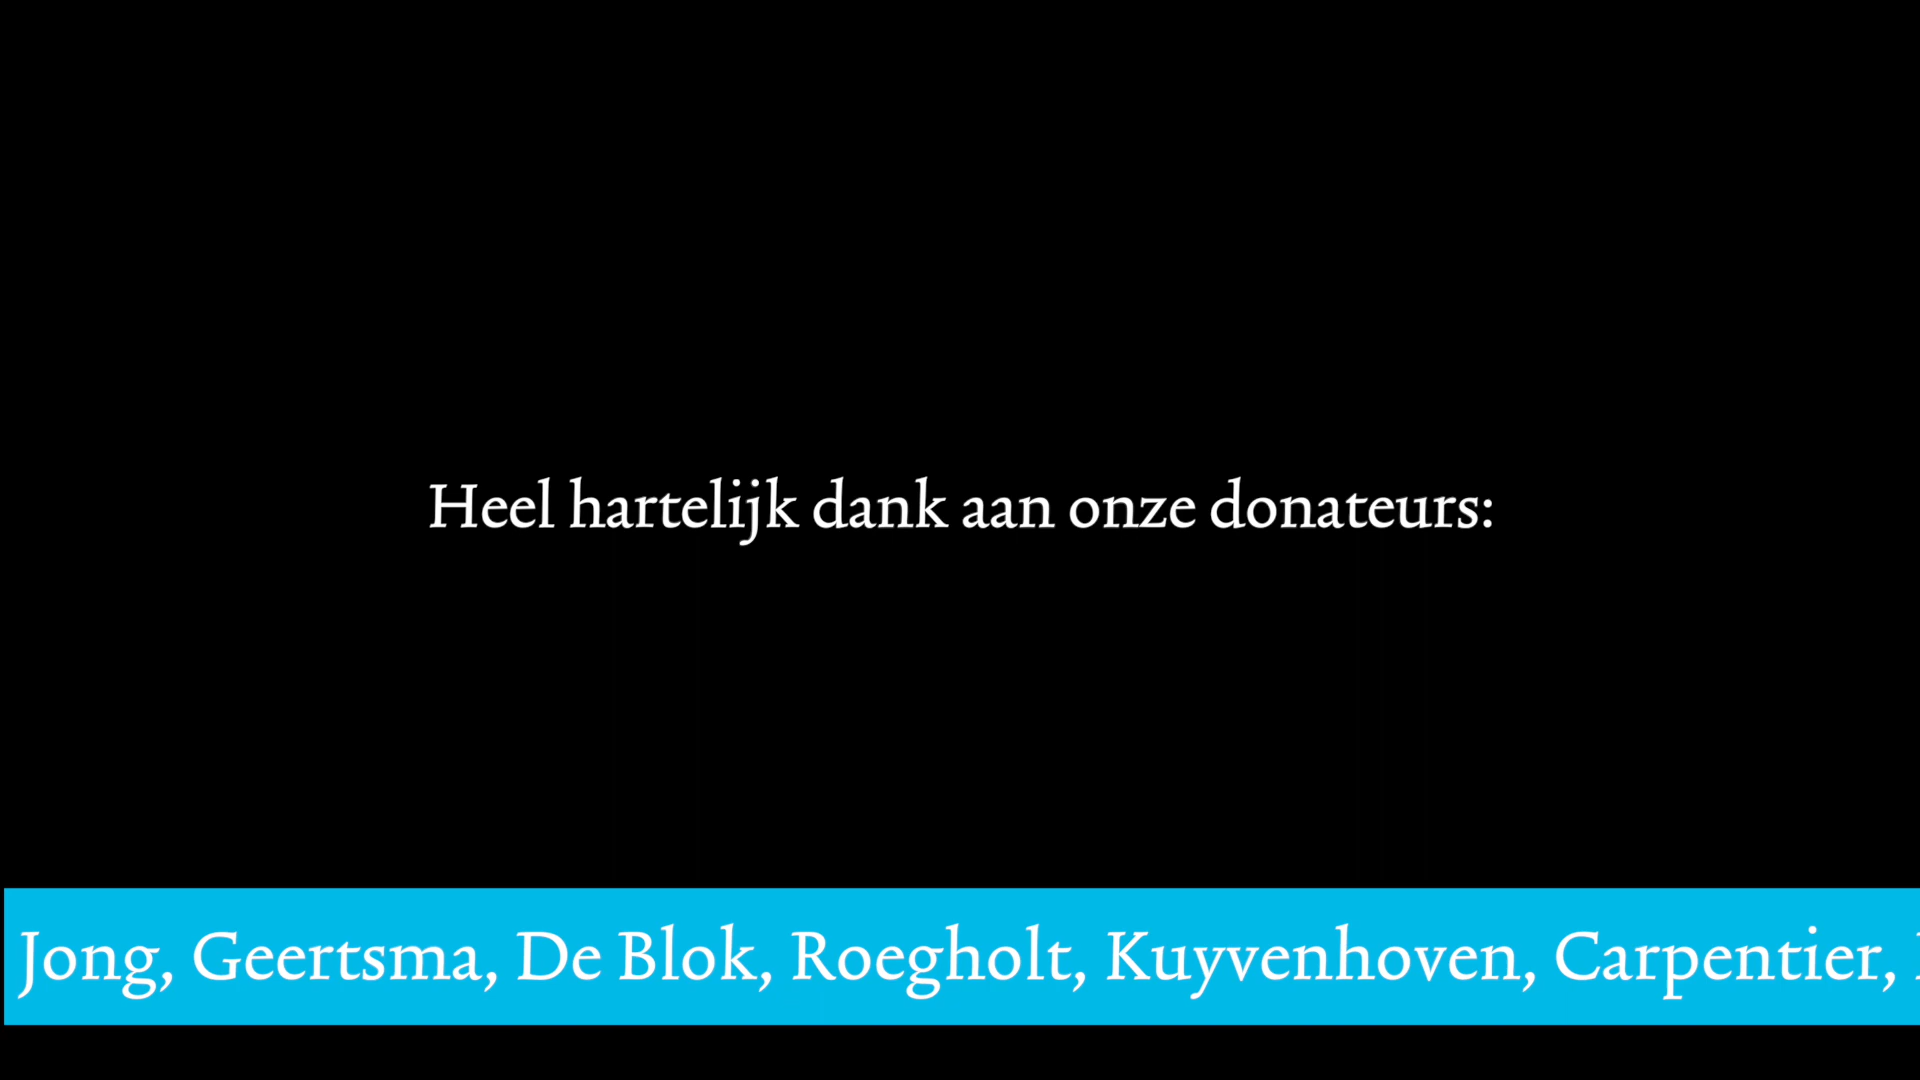 Heel hartelijk dank aan onze donateurs:
Jong, Geertsma, De Blok, Roegholt, Kuyvenhoven, Carpentier,